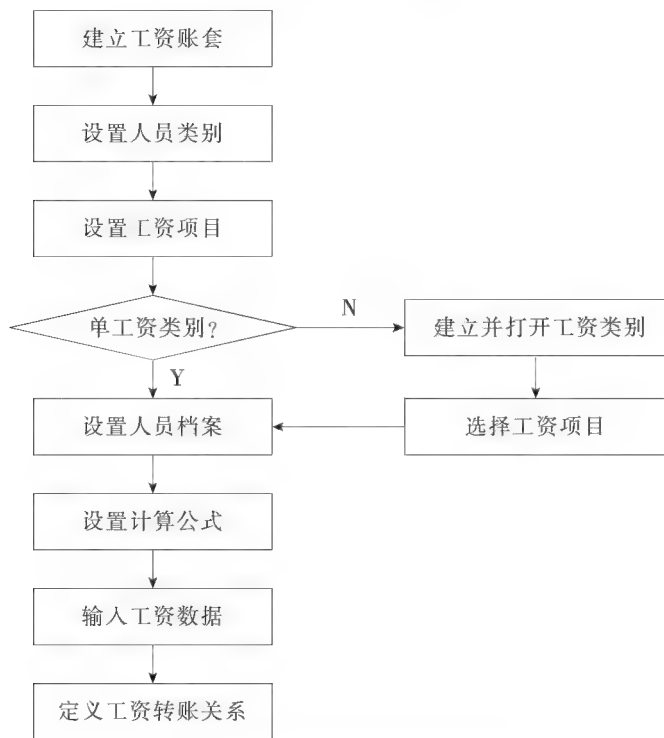 建立工资账套
设置人员类别
设置工资项目
单工资类别?
N
建立并打开工资类别
Y
设置人员档案
选择工资项目
设置计算公式
输入工资数据
定义工资转账关系